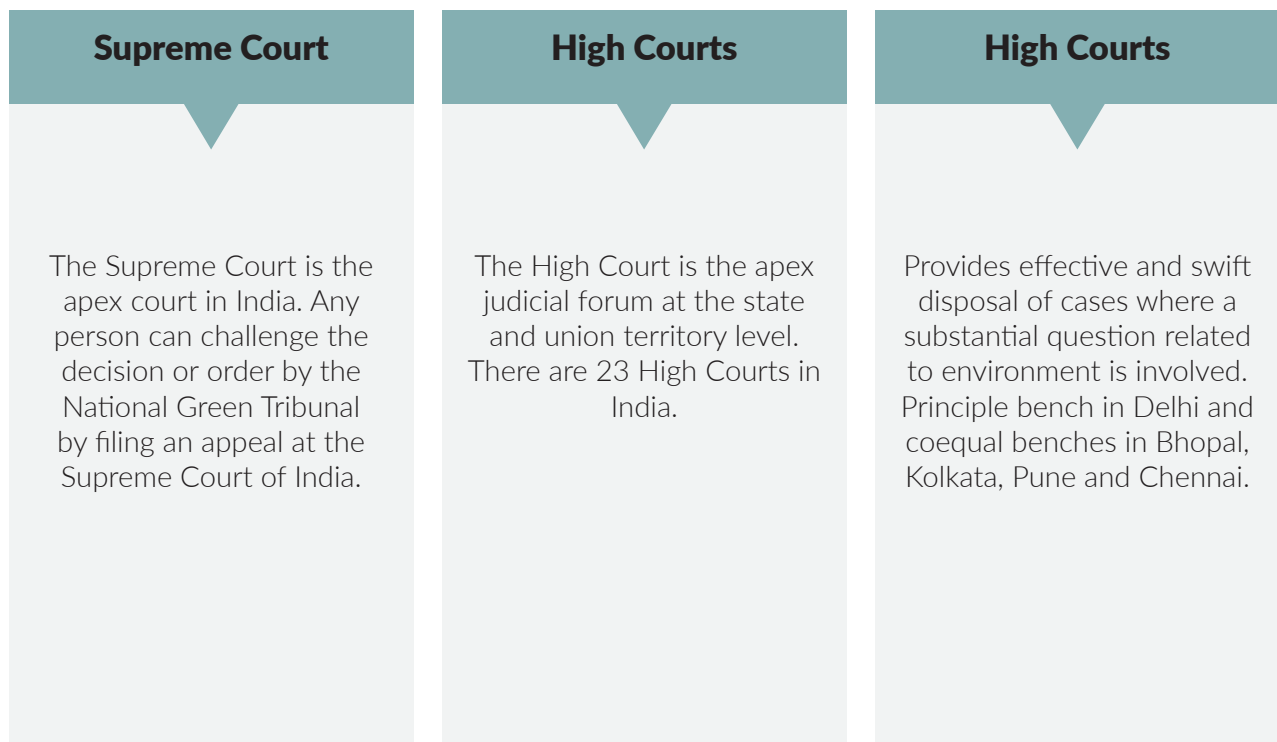 Supreme Court
The Supreme Court is the
apex court in India. Any
person can challenge the
decision or order by the
National Green Tribunal
by filing an appeal at the
Supreme Court of India.
High Courts
The High Court is the apex
judicial forum at the state
and union territory level.
There are 23 High Courts in
India.
High Courts
Provides effective and swift
disposal of cases where a
substantial question related
to environment is involved.
Principle bench in Delhi and
coequal benches in Bhopal,
Kolkata, Pune and Chennai.